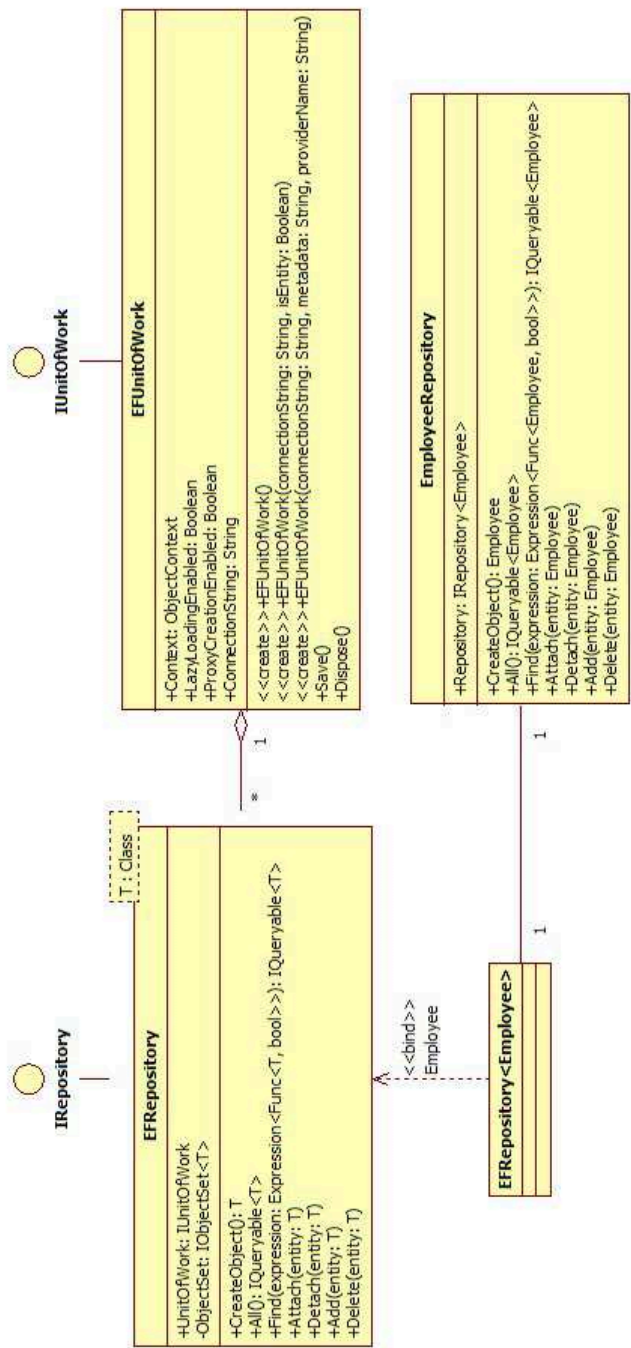 IRepository
T : Class
EFRepository
+UnitOfWork: IUnitOfWork
-ObjectSet: IObjectSet<T>
+CreateObject(): T
+All(): IQueryable<T>
+Find(expression: Expression<Func<T, bool>>): IQueryable<T>
+Attach(entity: T)
+Detach(entity: T)
+Add(entity: T)
+Delete(entity: T)
*
1
IUnitOfWork
EFUnitOfWork
+Context: ObjectContext
+LazyLoadingEnabled: Boolean
+ProxyCreationEnabled: Boolean
+ConnectionString: String
<<create>>+EFUnitOfWork()
<<create>>+EFUnitOfWork(connectionString: String, isEntity: Boolean)
<<create>>+EFUnitOfWork(connectionString: String, metadata: String, providerName: String)
+Save()
+Dispose()
<<bind>>
Employee
EFRepository<Employee>
1
1
EmployeeRepository
+Repository: IRepository<Employee>
+CreateObject(): Employee
+All(): IQueryable<Employee>
+Find(expression: Expression<Func<Employee, bool>>): IQueryable<Employee>
+Attach(entity: Employee)
+Detach(entity: Employee)
+Add(entity: Employee)
+Delete(entity: Employee)